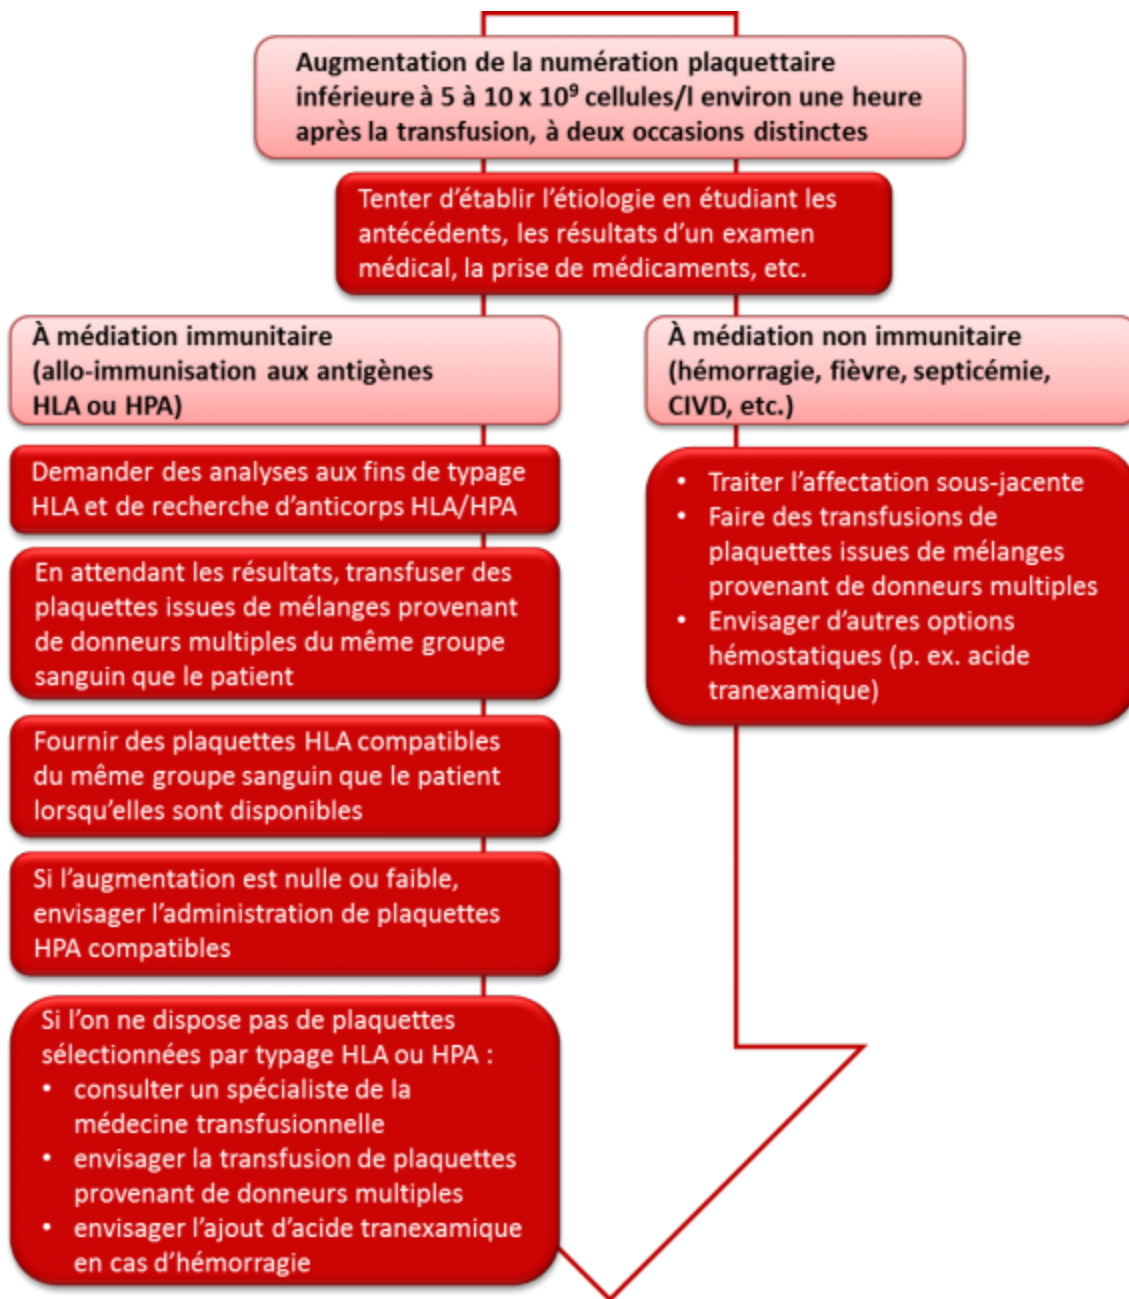 Augmentation de la numération plaquettaire
inférieure à 5 à 10 x 10⁹ cellules/l environ une heure
après la transfusion, à deux occasions distinctes
Tenter d’établir l’étiologie en étudiant les
antécédents, les résultats d’un examen
médical, la prise de médicaments, etc.
À médiation immunitaire
(allo-immunisation aux antigènes
HLA ou HPA)
Demander des analyses aux fins de typage
HLA et de recherche d’anticorps HLA/HPA
En attendant les résultats, transfuser des
plaquettes issues de mélanges provenant
de donneurs multiples du même groupe
sanguin que le patient
Fournir des plaquettes HLA compatibles
du même groupe sanguin que le patient
lorsqu’elles sont disponibles
Si l’augmentation est nulle ou faible,
envisager l’administration de plaquettes
HPA compatibles
Si l’on ne dispose pas de plaquettes
sélectionnées par typage HLA ou HPA :
• consulter un spécialiste de la
médecine transfusionnelle
• envisager la transfusion de plaquettes
provenant de donneurs multiples
• envisager l’ajout d’acide tranexamique
en cas d’hémorragie
À médiation non immunitaire
(hémorragie, fièvre, septicémie,
CIVD, etc.)
• Traiter l’affectation sous-jacente
• Faire des transfusions de
plaquettes issues de mélanges
provenant de donneurs multiples
• Envisager d’autres options
hémostatiques (p. ex. acide
tranexamique)